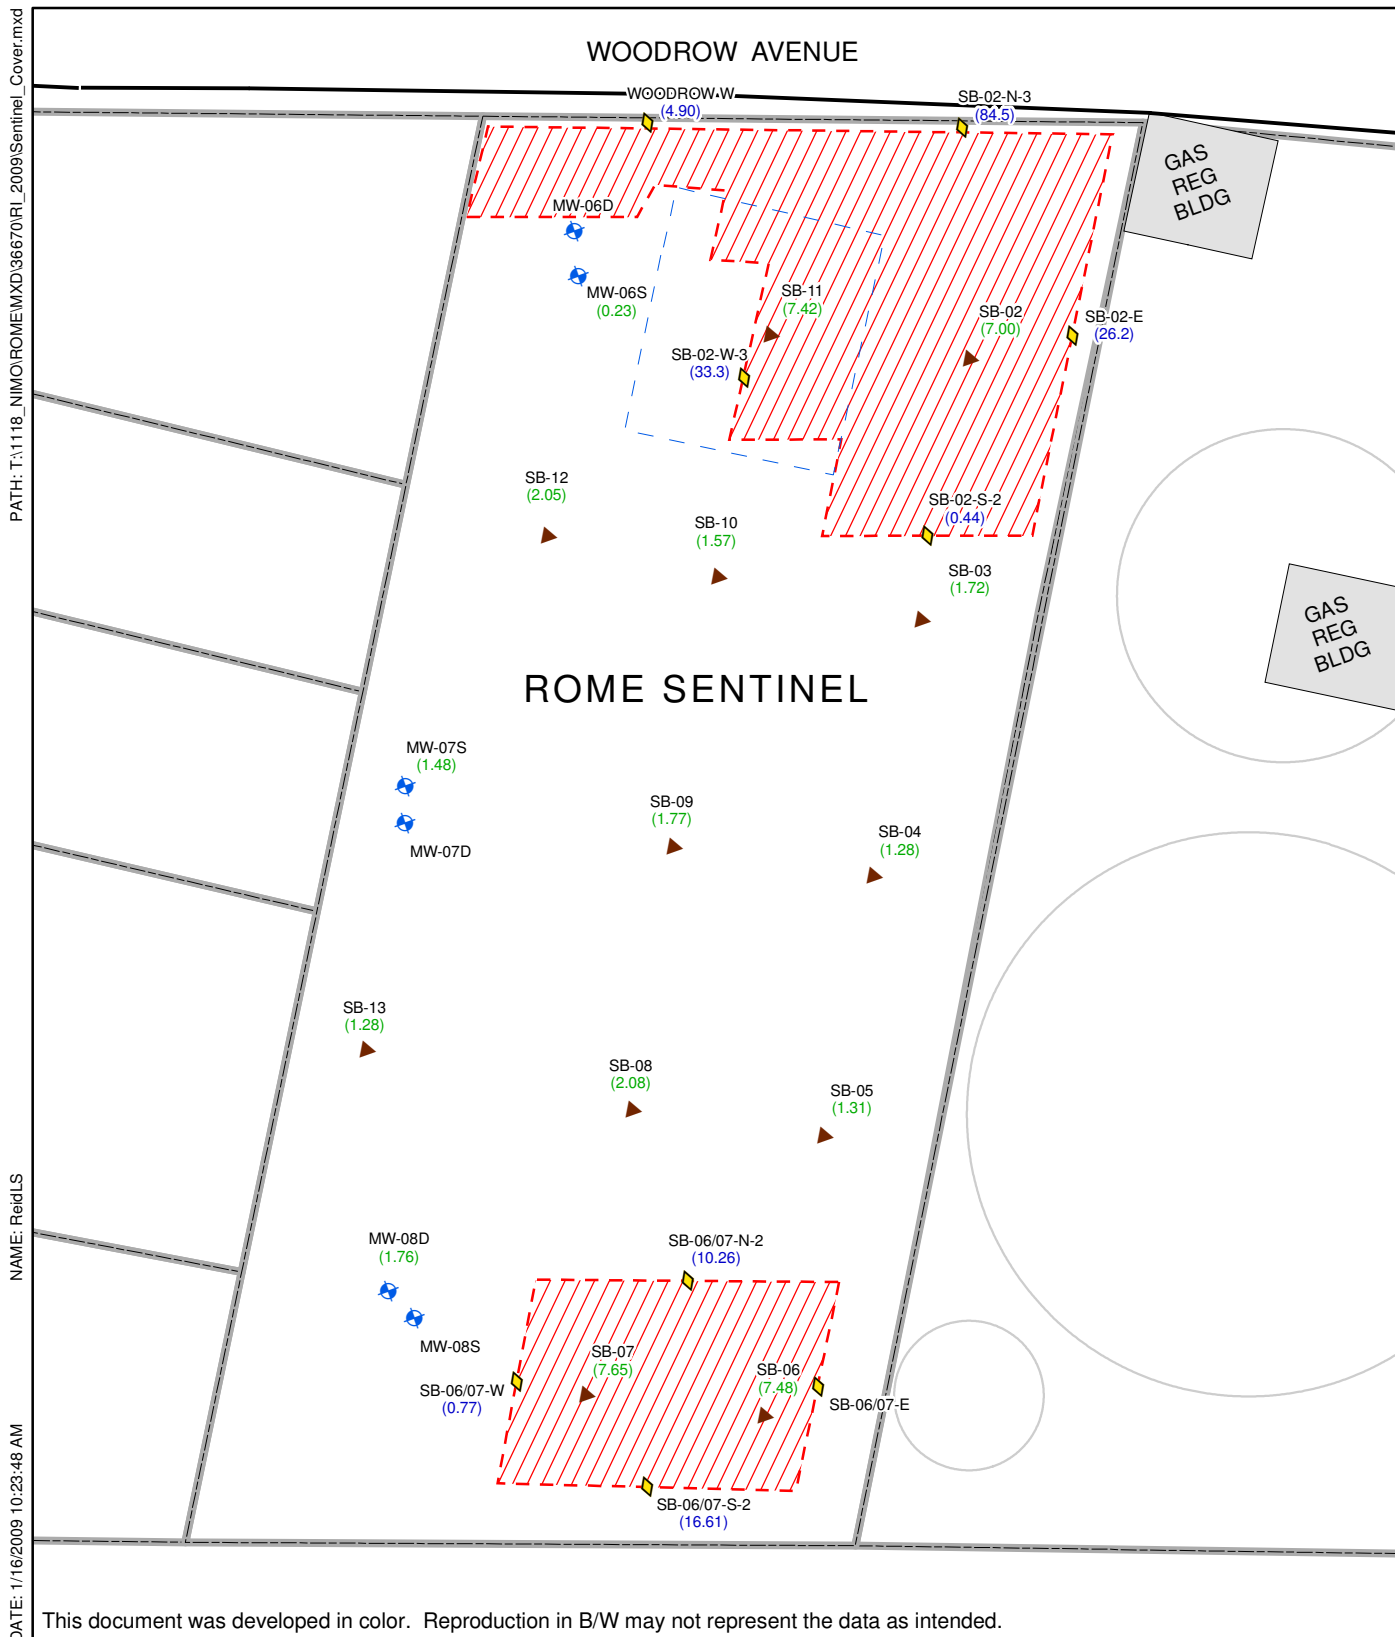 WOODROW AVENUE
WOODROW W
(4.90)
SB-02-N-3
(84.5)
GAS
REG
BLDG
MW-06D
MW-06S
(0.23)
SB-11
(7.42)
SB-02
(7.00)
SB-02-E
(26.2)
SB-02-W-3
(33.3)
SB-12
(2.05)
SB-10
(1.57)
SB-02-S-2
(0.44)
SB-03
(1.72)
GAS
REG
BLDG
ROME SENTINEL
MW-07S
(1.48)
MW-07D
SB-09
(1.77)
SB-04
(1.28)
SB-13
(1.28)
SB-08
(2.08)
SB-05
(1.31)
MW-08D
(1.76)
MW-08S
SB-06/07-N-2
(10.26)
SB-07
(7.65)
SB-06
(7.48)
SB-06/07-W
(0.77)
SB-06/07-E
SB-06/07-S-2
(16.61)
This document was developed in color.  Reproduction in B/W may not represent the data as intended.
PATH: T:\1118_NIMO\ROME\MXD\36670\RI_2009\Sentinel_Cover.mxd
NAME: ReidLS
DATE: 1/16/2009 10:23:48 AM